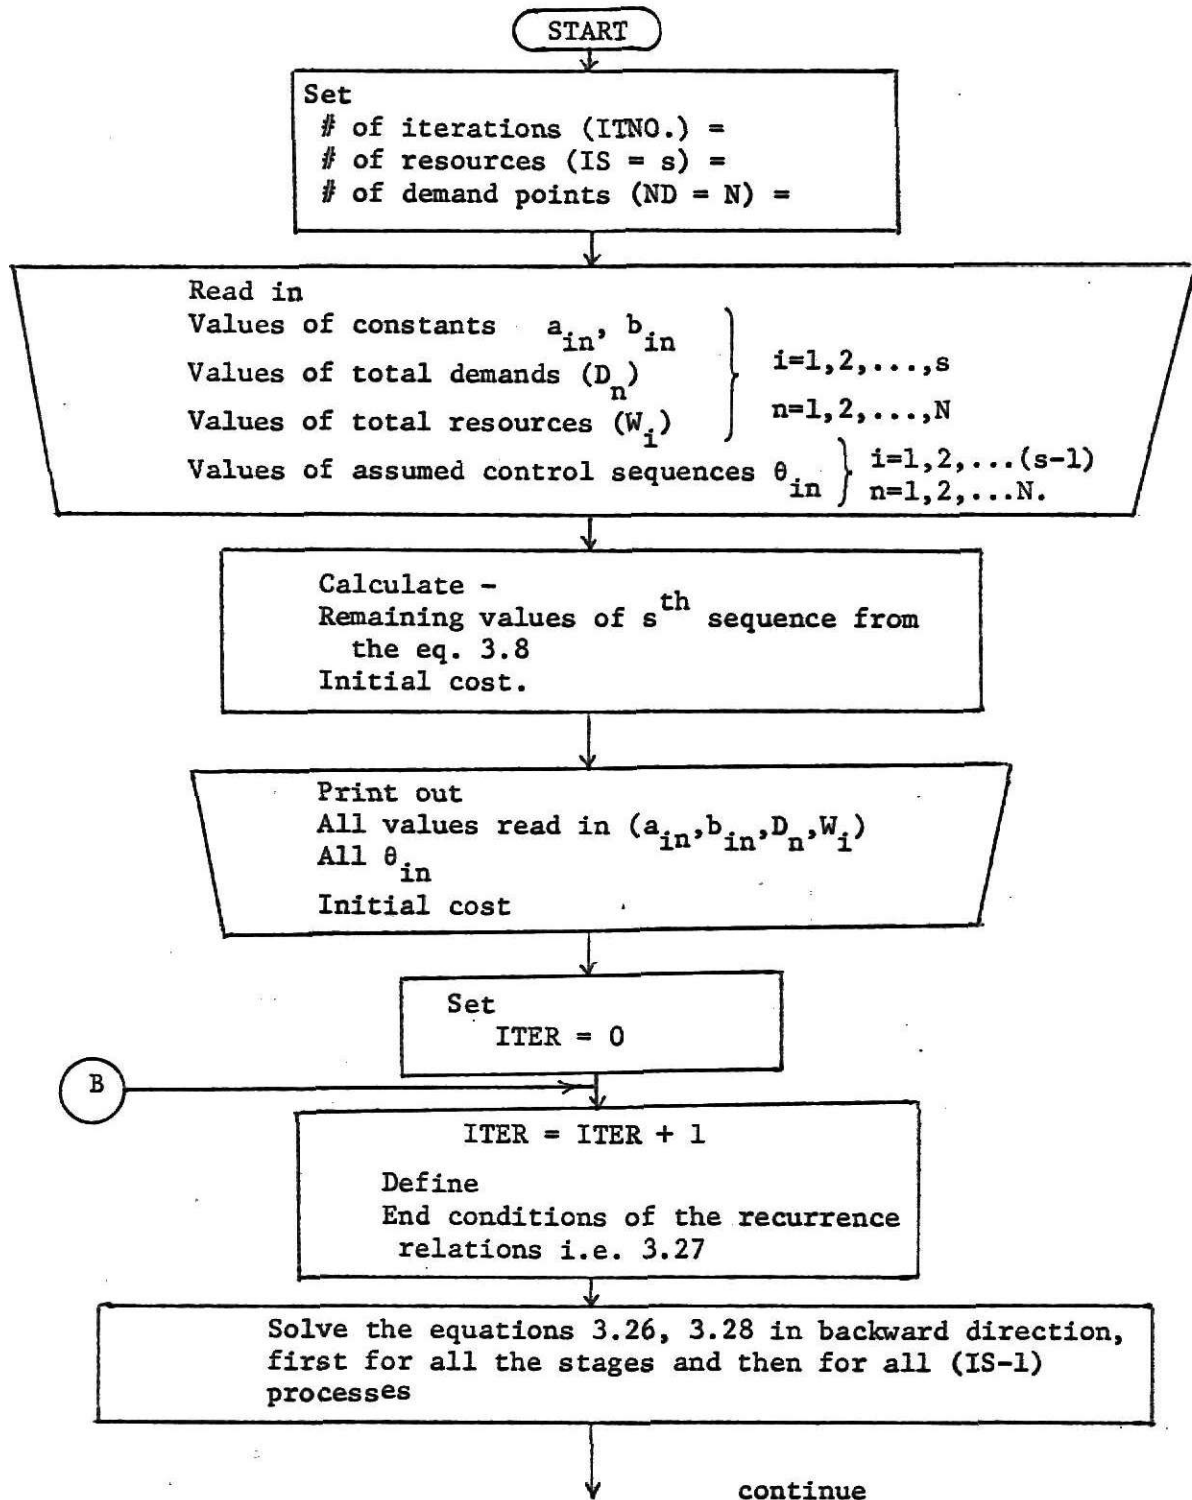 START
Set
# of iterations (ITNO.) =
# of resources (IS = s) =
# of demand points (ND = N) =
Read in
Values of constants a_in, b_in
Values of total demands (D_n)
Values of total resources (W_i)
i=1,2,...,s
n=1,2,...,N
Values of assumed control sequences θ_in
i=1,2,...(s-1)
n=1,2,...N.
Calculate -
Remaining values of s^th sequence from
the eq. 3.8
Initial cost.
Print out
All values read in (a_in,b_in,D_n,W_i)
All θ_in
Initial cost
Set
ITER = 0
B
ITER = ITER + 1
Define
End conditions of the recurrence
relations i.e. 3.27
Solve the equations 3.26, 3.28 in backward direction,
first for all the stages and then for all (IS-1)
processes
continue